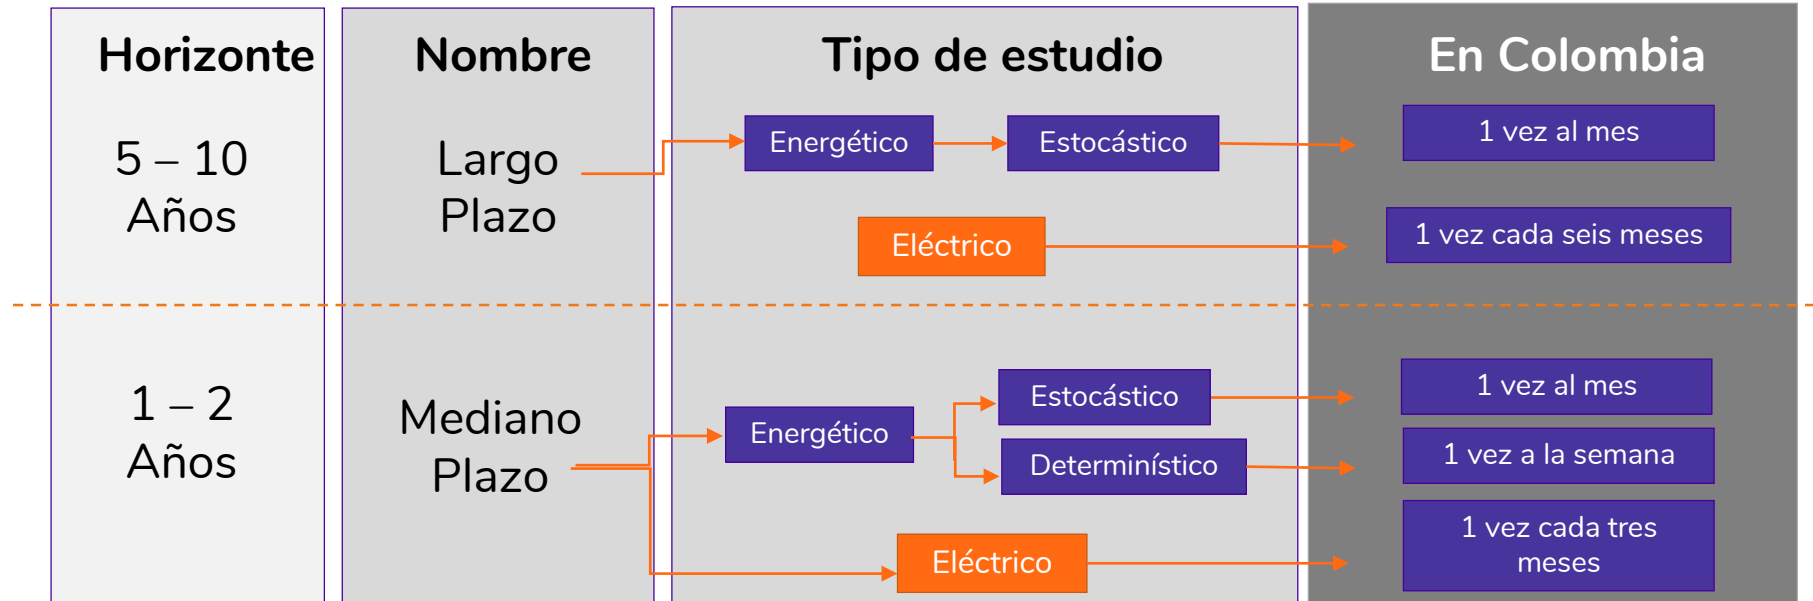 Horizonte
Nombre
Tipo de estudio
En Colombia
5 – 10
Años
Largo
Plazo
Energético
Estocástico
1 vez al mes
Eléctrico
1 vez cada seis meses
1 – 2
Años
Mediano
Plazo
Energético
Estocástico
1 vez al mes
Determinístico
1 vez a la semana
Eléctrico
1 vez cada tres
meses